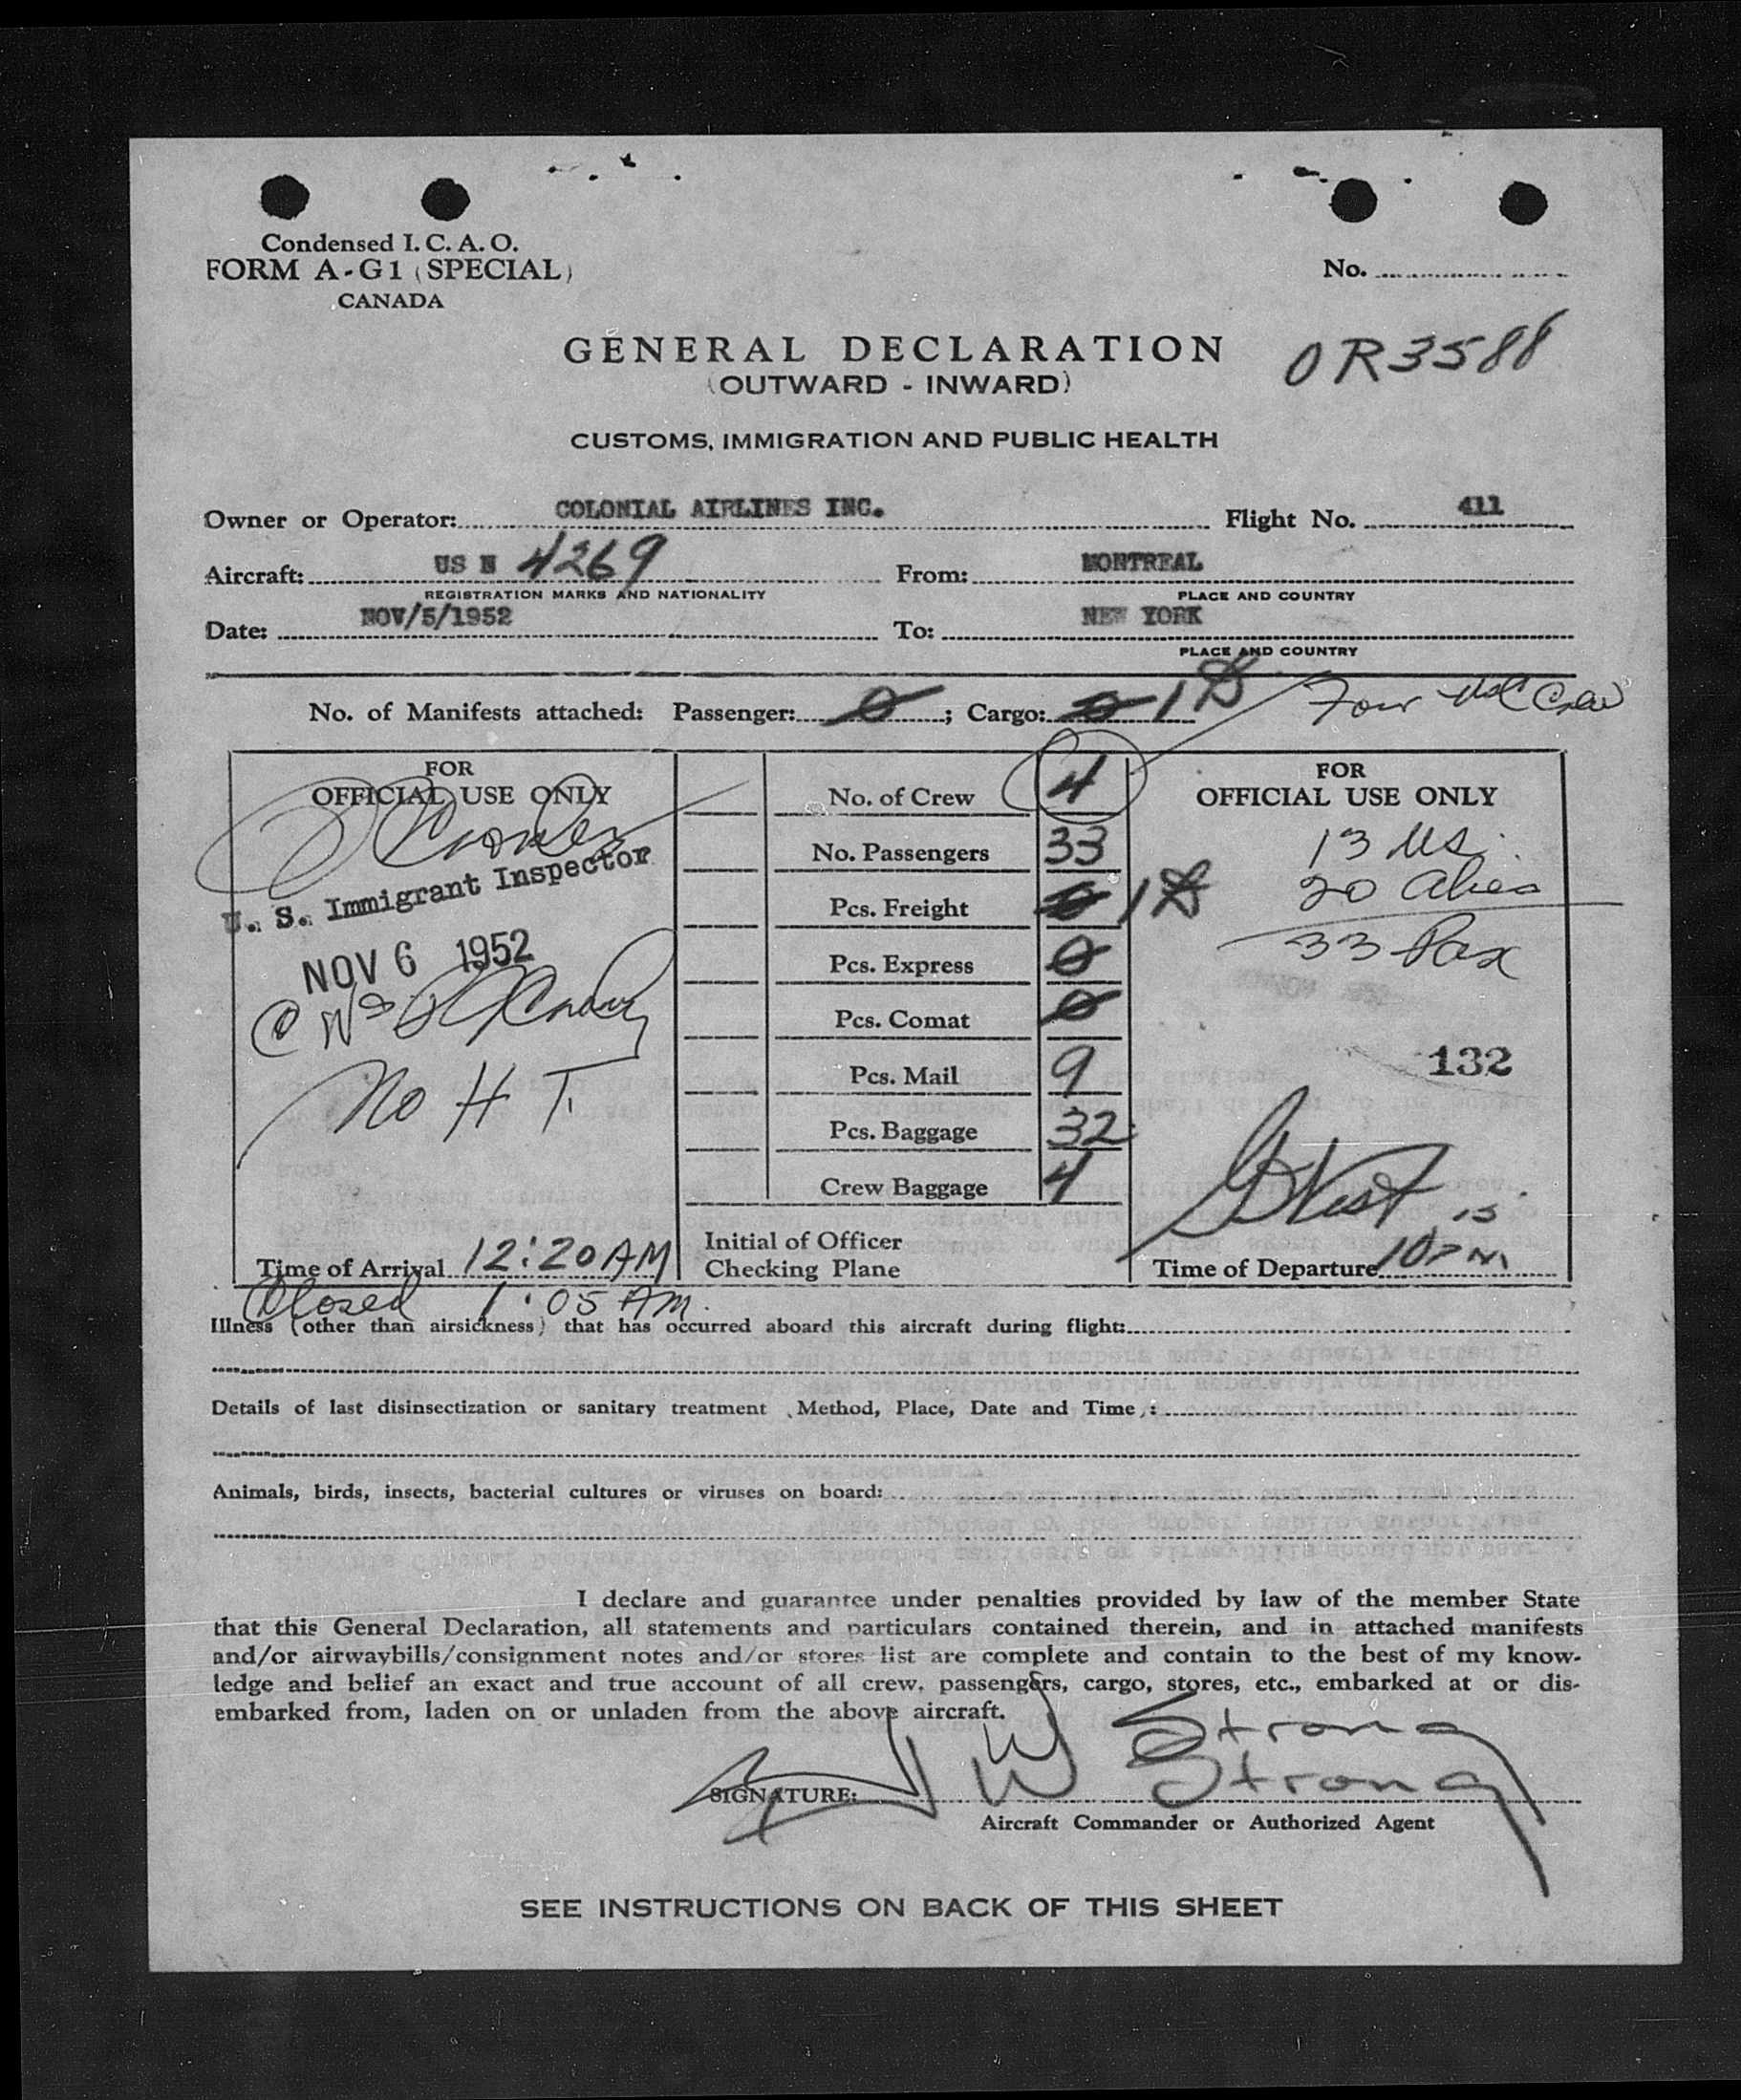 Condensed I. C. A. O.
FORM A-G1 (SPECIAL)
CANADA
No.
GENERAL DECLARATION
OR3588
(OUTWARD - INWARD)
CUSTOMS, IMMIGRATION AND PUBLIC HEALTH
Owner or Operator: COLONIAL AIRLINES INC. Flight No. 411
Aircraft: US N 4269 From: MONTREAL
REGISTRATION MARKS AND NATIONALITY PLACE AND COUNTRY
Date: NOV/5/1952 To: NEW YORK
PLACE AND COUNTRY
No. of Manifests attached: Passenger: 0; Cargo: 0 1 Four USC Crew
FOR
OFFICIAL USE ONLY
U. S. Immigrant Inspector
NOV 6 1952
No H T.
Time of Arrival 12:20 AM
Closed 1:05 AM.
No. of Crew 4
No. Passengers 33
Pcs. Freight 0 1
Pcs. Express 0
Pcs. Comat 0
Pcs. Mail 9
Pcs. Baggage 32
Crew Baggage 4
Initial of Officer
Checking Plane
FOR
OFFICIAL USE ONLY
13 US.
20 Aliens
33 Pax
132
Time of Departure 10 15 PM
Illness (other than airsickness) that has occurred aboard this aircraft during flight:
Details of last disinsectization or sanitary treatment (Method, Place, Date and Time):
Animals, birds, insects, bacterial cultures or viruses on board:
I declare and guarantee under penalties provided by law of the member State
that this General Declaration, all statements and particulars contained therein, and in attached manifests
and/or airwaybills/consignment notes and/or stores list are complete and contain to the best of my know-
ledge and belief an exact and true account of all crew, passengers, cargo, stores, etc., embarked at or dis-
embarked from, laden on or unladen from the above aircraft.
W Strong
SIGNATURE: W Strong
Aircraft Commander or Authorized Agent
SEE INSTRUCTIONS ON BACK OF THIS SHEET